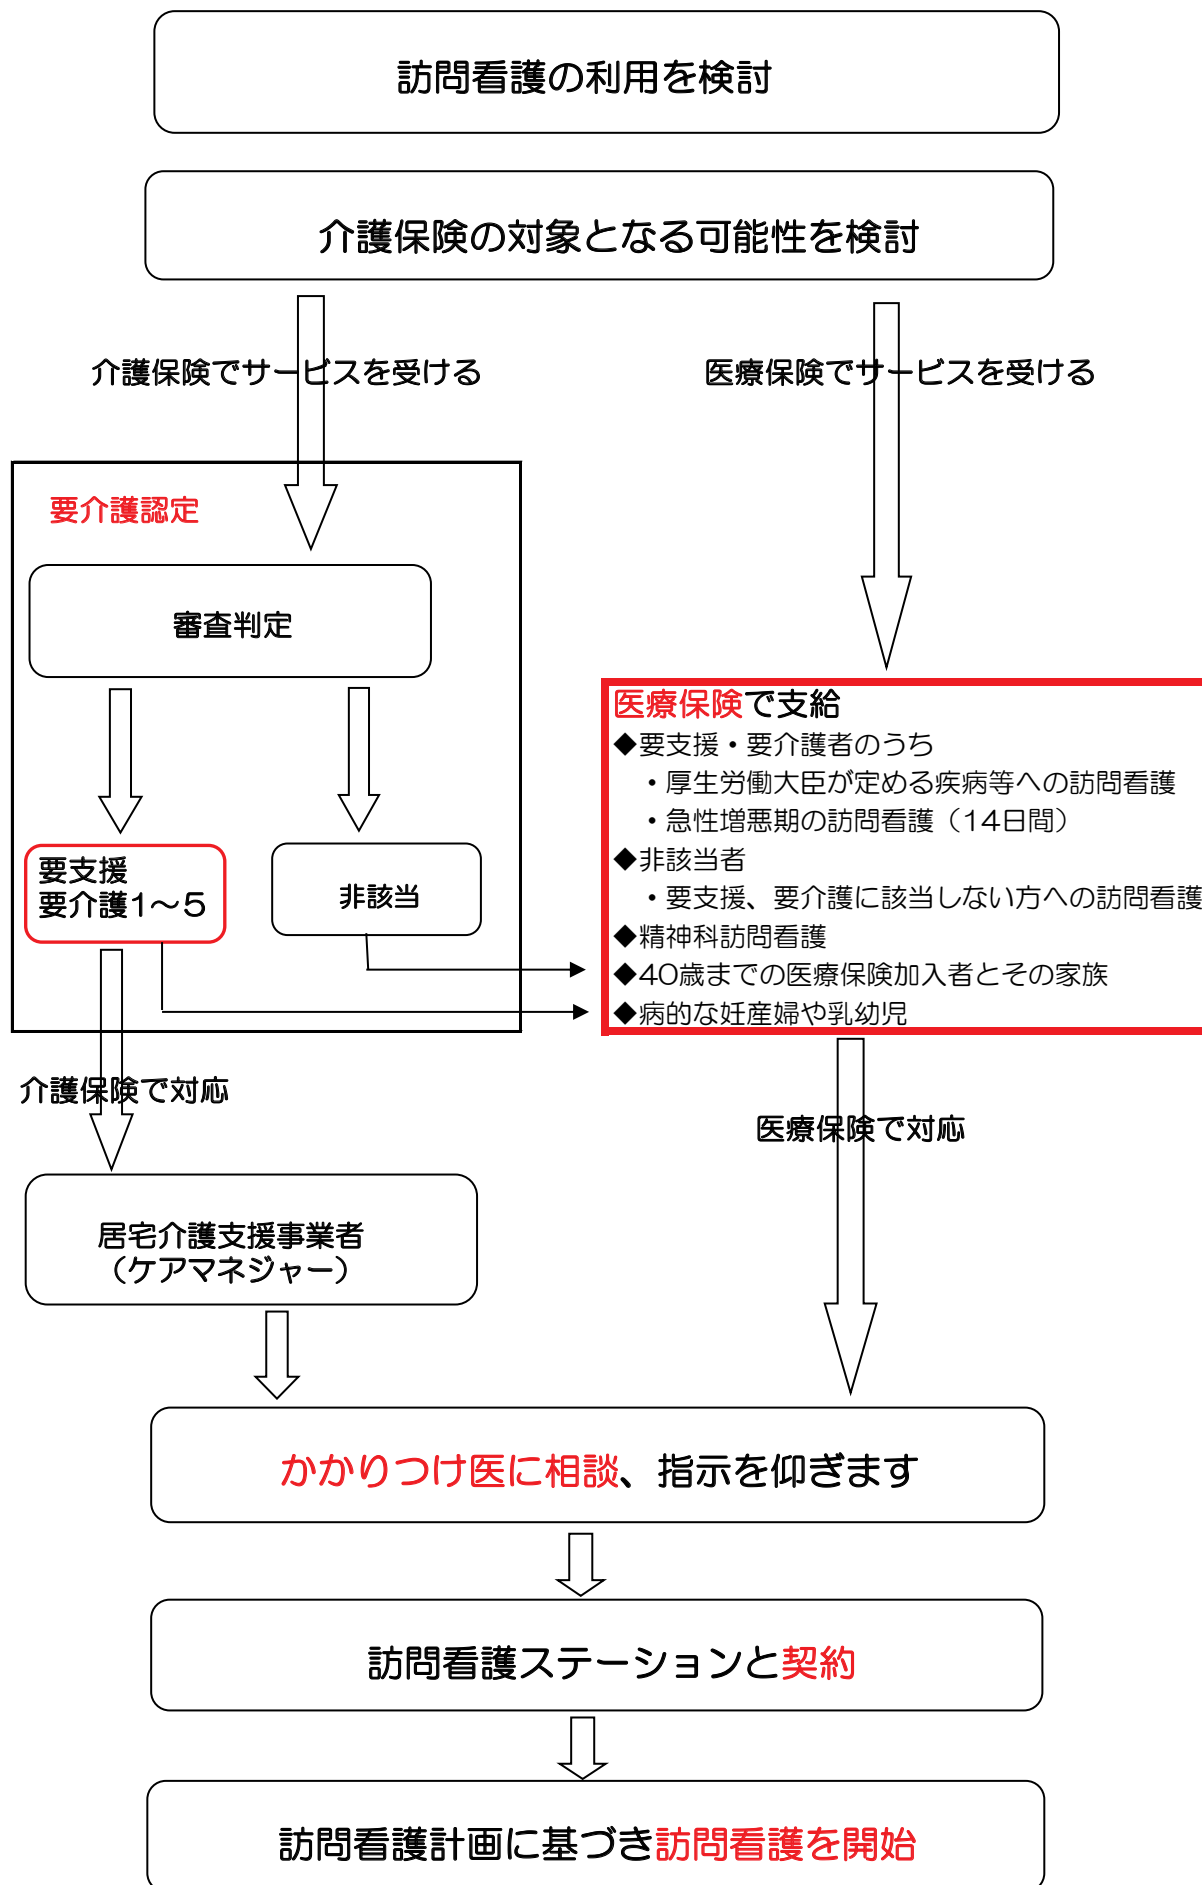 訪問看護の利用を検討
介護保険の対象となる可能性を検討
介護保険でサービスを受ける
医療保険でサービスを受ける
要介護認定
審査判定
要支援
要介護1～5
非該当
医療保険で支給
◆要支援・要介護者のうち
・厚生労働大臣が定める疾病等への訪問看護
・急性増悪期の訪問看護（14日間）
◆非該当者
・要支援、要介護に該当しない方への訪問看護
◆精神科訪問看護
◆40歳までの医療保険加入者とその家族
◆病的な妊産婦や乳幼児
介護保険で対応
医療保険で対応
居宅介護支援事業者
（ケアマネジャー）
かかりつけ医に相談、指示を仰ぎます
訪問看護ステーションと契約
訪問看護計画に基づき訪問看護を開始